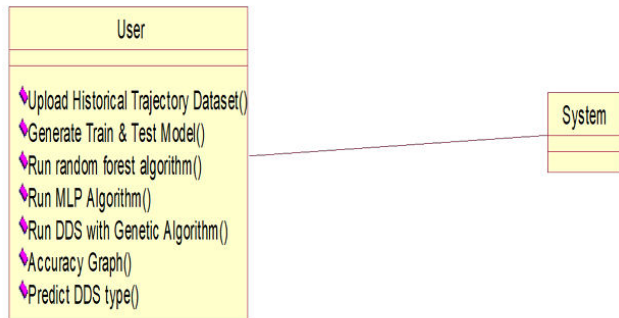 User
Upload Historical Trajectory Dataset()
Generate Train & Test Model()
Run random forest algorithm()
Run MLP Algorithm()
Run DDS with Genetic Algorithm()
Accuracy Graph()
Predict DDS type()
System